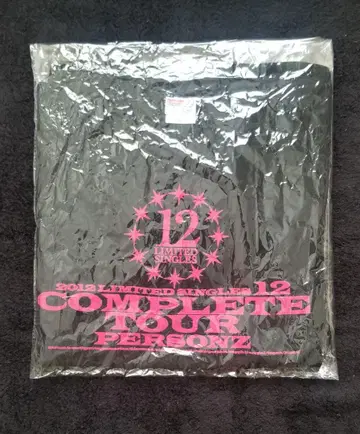 12
LIMITED
SINGLES
2012 LIMITED SINGLES 12
COMPLETE
TOUR
PERSONZ